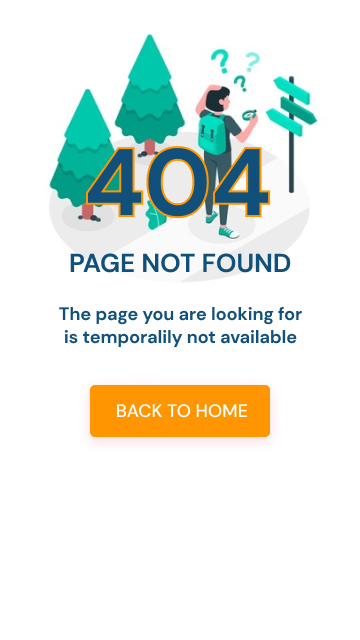 404
PAGE NOT FOUND
The page you are looking for
is temporalily not available
BACK TO HOME